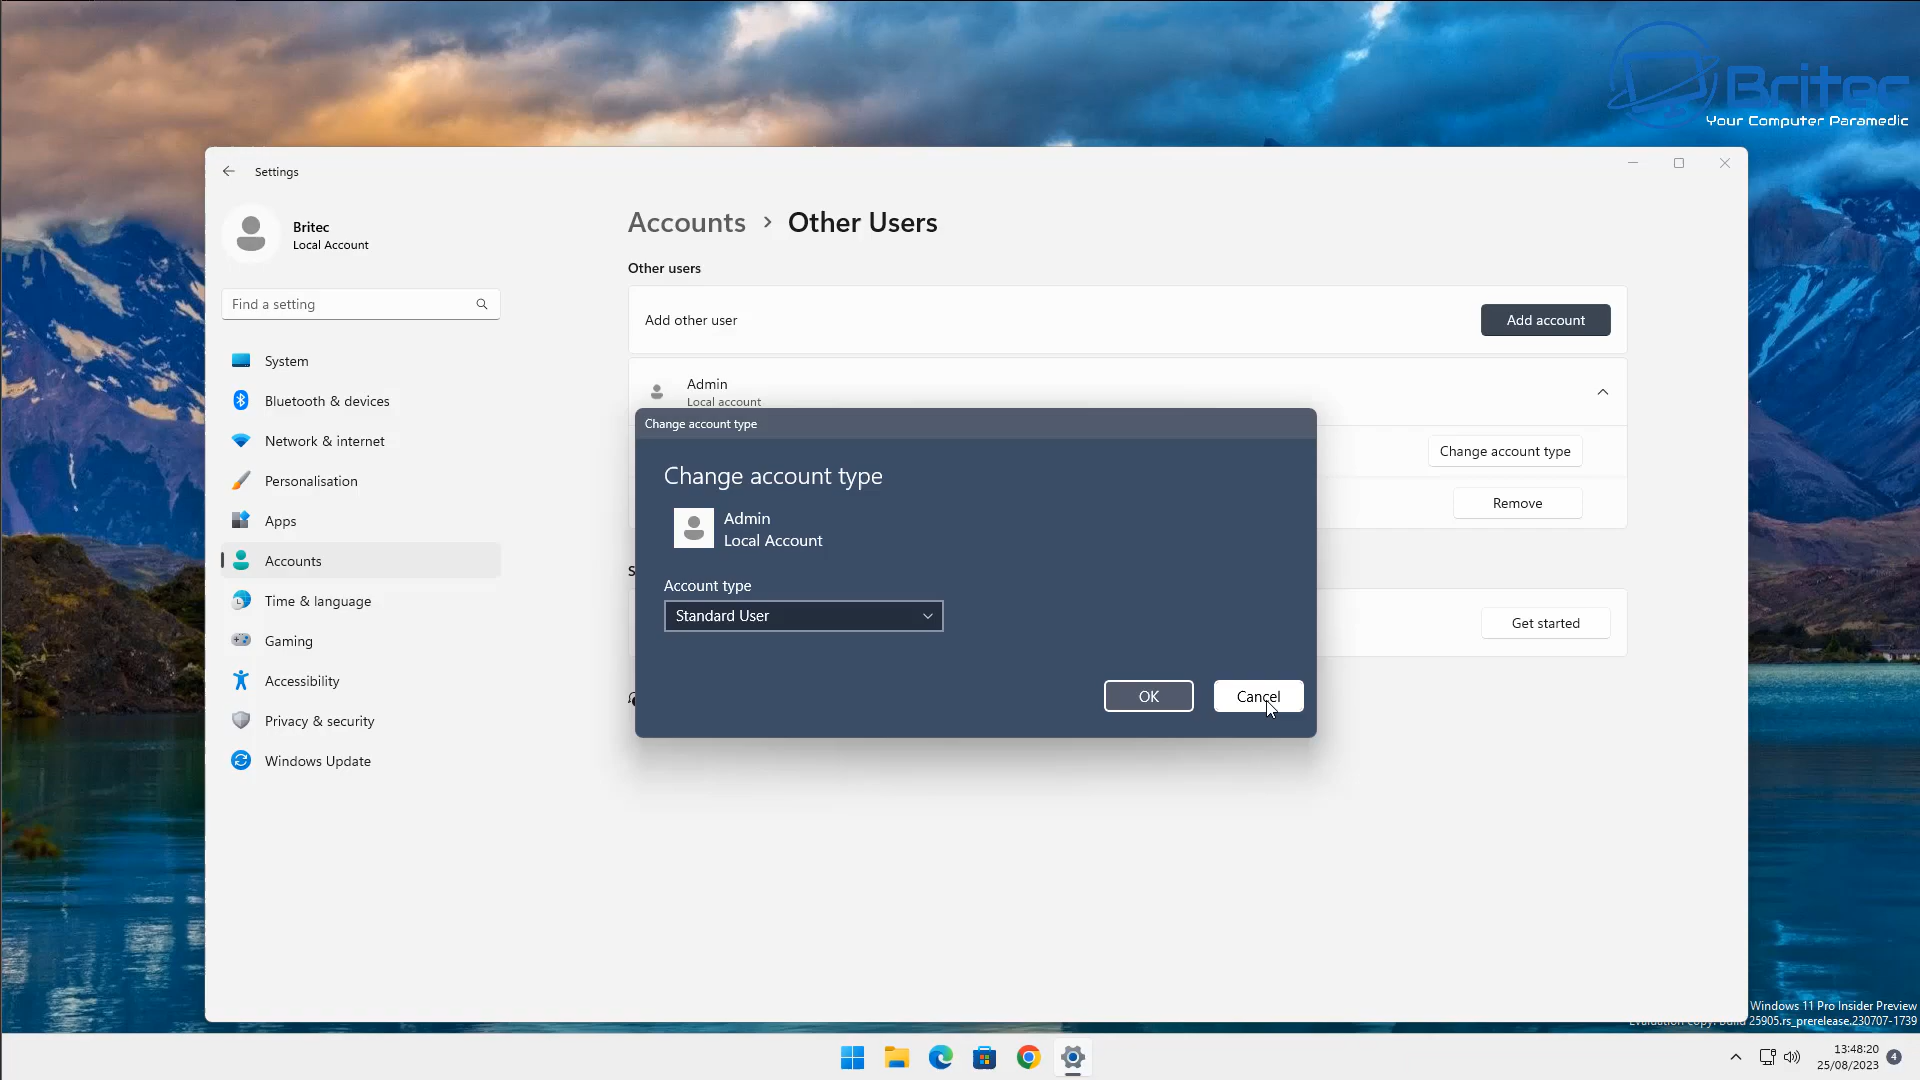 Britec
Your Computer Paramedic
Settings
Britec
Local Account
Find a setting
System
Bluetooth & devices
Network & internet
Personalisation
Apps
Accounts
Time & language
Gaming
Accessibility
Privacy & security
Windows Update
Accounts > Other Users
Other users
Add other user
Add account
Admin
Local account
Change account type
Remove
Get started
Change account type
Change account type
Admin
Local Account
Account type
Standard User
OK
Cancel
Windows 11 Pro Insider Preview
Evaluation copy. Build 25905.rs_prerelease.230707-1739
13:48:20
25/08/2023
4